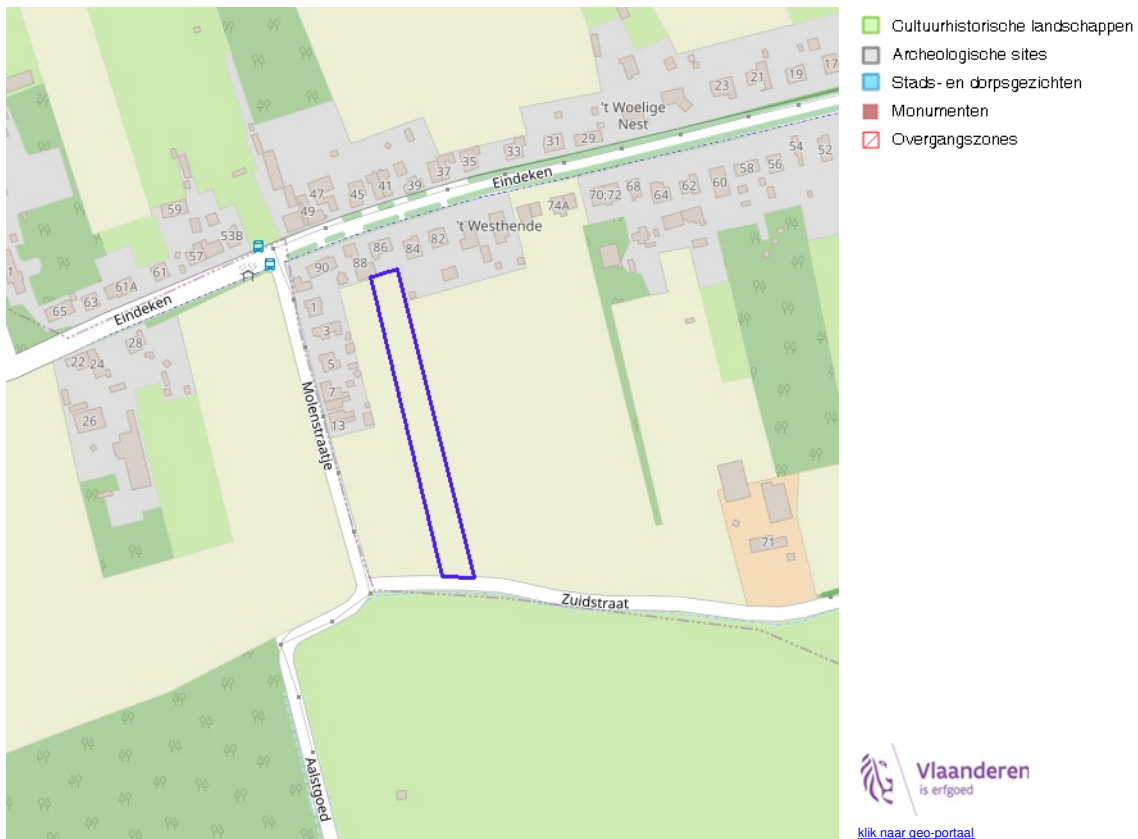 Cultuurhistorische landschappen
Archeologische sites
Stads- en dorpsgezichten
Monumenten
Overgangszones
17
19
21
23
't Woelige
Nest
29
31
33
35
37
39
41
45
47
49
Eindeken
52
54
56
58
60
62
64
68
70;72
74A
't Westhende
82
84
86
88
90
53B
57
59
61
61A
63
65
1
Eindeken
28
22
24
26
1
3
5
7
13
Molenstraatje
71
Zuidstraat
Aalstgoed
Vlaanderen
is erfgoed
klik naar geo-portaal